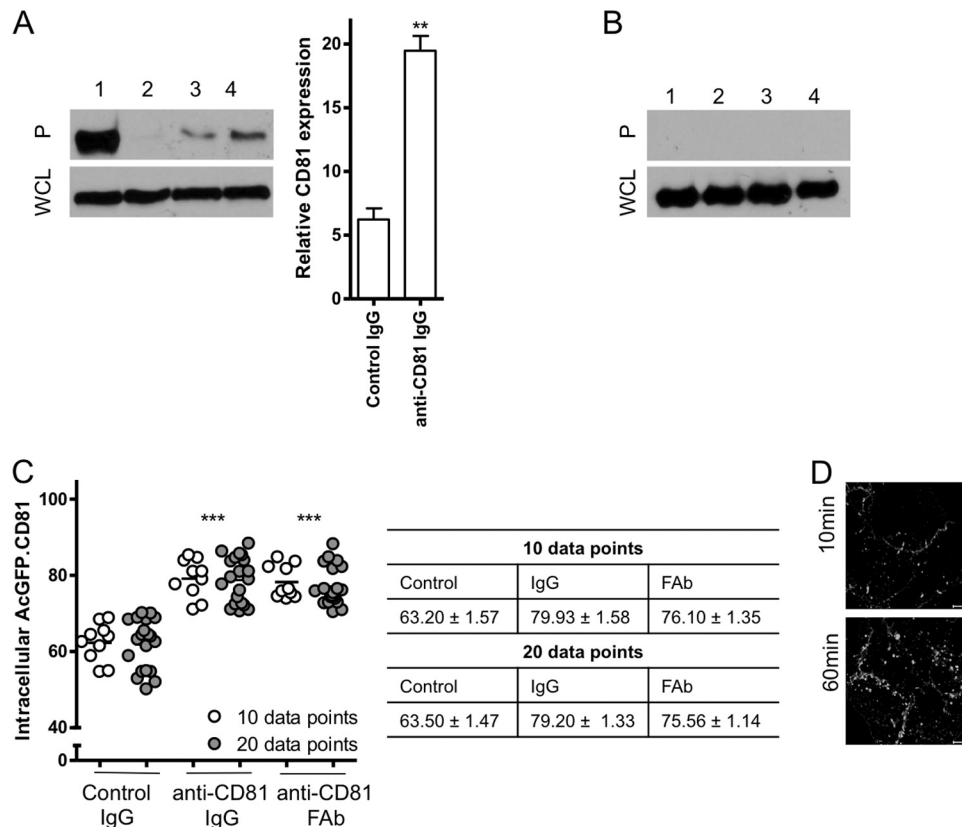 A
B
1 2 3 4
P
WCL
Relative CD81 expression
20
15
10
5
0
**
Control IgG
anti-CD81 IgG
1 2 3 4
P
WCL
C
D
Intracellular AcGFP.CD81
100
80
60
40
0
*** ***
10 data points
20 data points
Control IgG
anti-CD81 IgG
anti-CD81 FAb
10 data points
Control IgG FAb
63.20 ± 1.57 79.93 ± 1.58 76.10 ± 1.35
20 data points
Control IgG FAb
63.50 ± 1.47 79.20 ± 1.33 75.56 ± 1.14
10min
60min